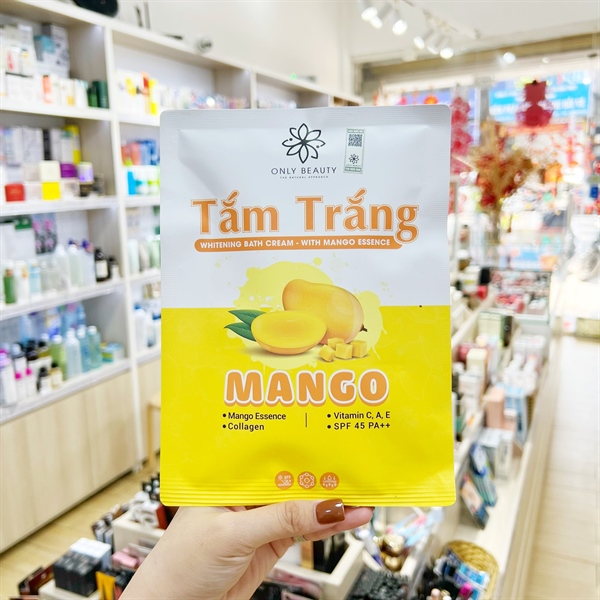 ONLY BEAUTY
THE NATURAL RESEARCH
Tắm Trắng
WHITENING BATH CREAM - WITH MANGO ESSENCE
MANGO
• Mango Essence
• Collagen
• Vitamin C, A, E
• SPF 45 PA++